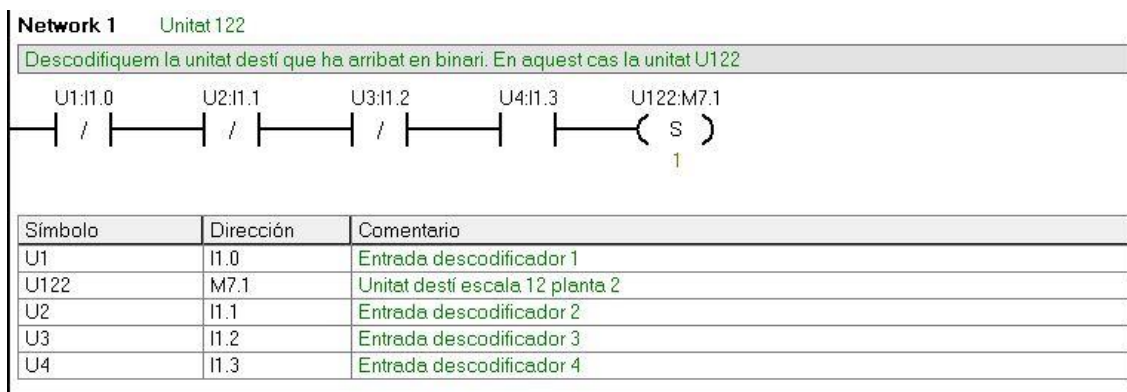 Network 1 Unitat 122
Descodifiquem la unitat destí que ha arribat en binari. En aquest cas la unitat U122
U1:I1.0 U2:I1.1 U3:I1.2 U4:I1.3 U122:M7.1
/ / / S
1
Símbolo Dirección Comentario
U1 I1.0 Entrada descodificador 1
U122 M7.1 Unitat destí escala 12 planta 2
U2 I1.1 Entrada descodificador 2
U3 I1.2 Entrada descodificador 3
U4 I1.3 Entrada descodificador 4